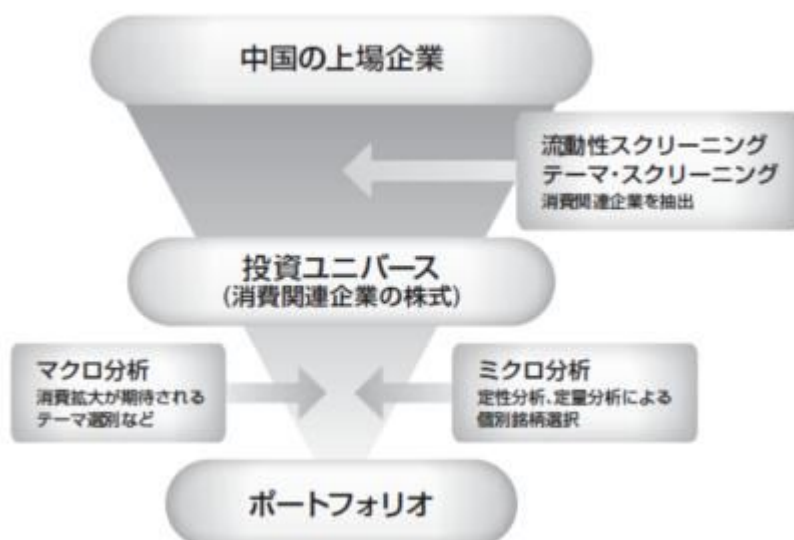 中国の上場企業
流動性スクリーニング
テーマ・スクリーニング
消費関連企業を抽出
投資ユニバース
(消費関連企業の株式)
マクロ分析
消費拡大が期待される
テーマ選別など
ミクロ分析
定性分析、定量分析による
個別銘柄選択
ポートフォリオ